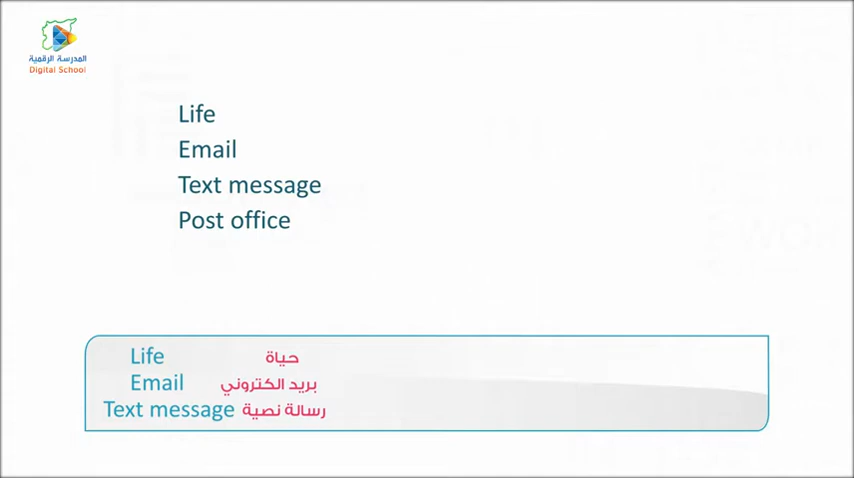 المدرسة الرقمية
Digital School
Life
Email
Text message
Post office
Life حياة
Email بريد الكتروني
Text message رسالة نصية